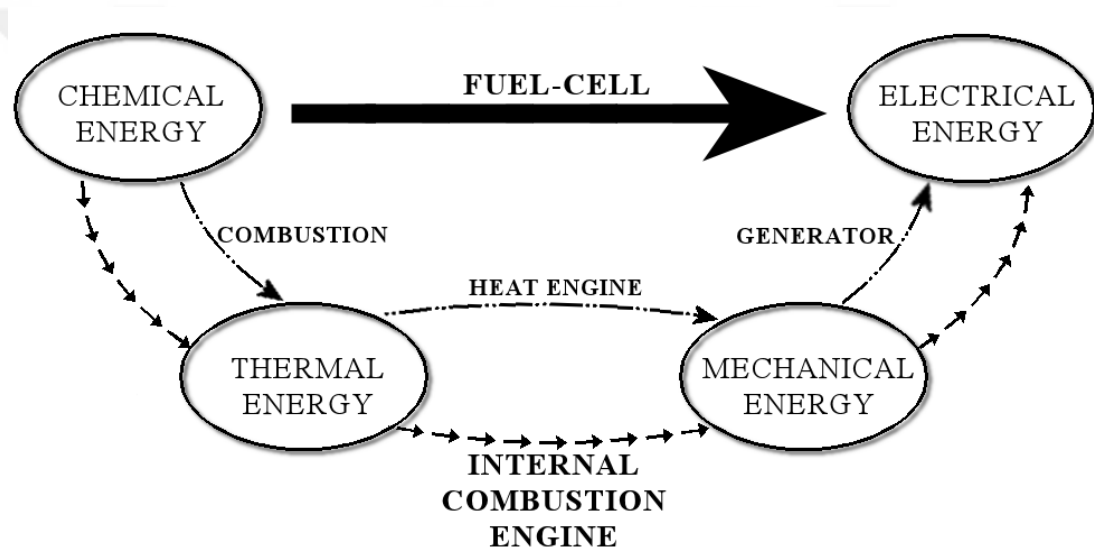 FUEL-CELL
CHEMICAL
ENERGY
ELECTRICAL
ENERGY
COMBUSTION
GENERATOR
HEAT ENGINE
THERMAL
ENERGY
MECHANICAL
ENERGY
INTERNAL
COMBUSTION
ENGINE